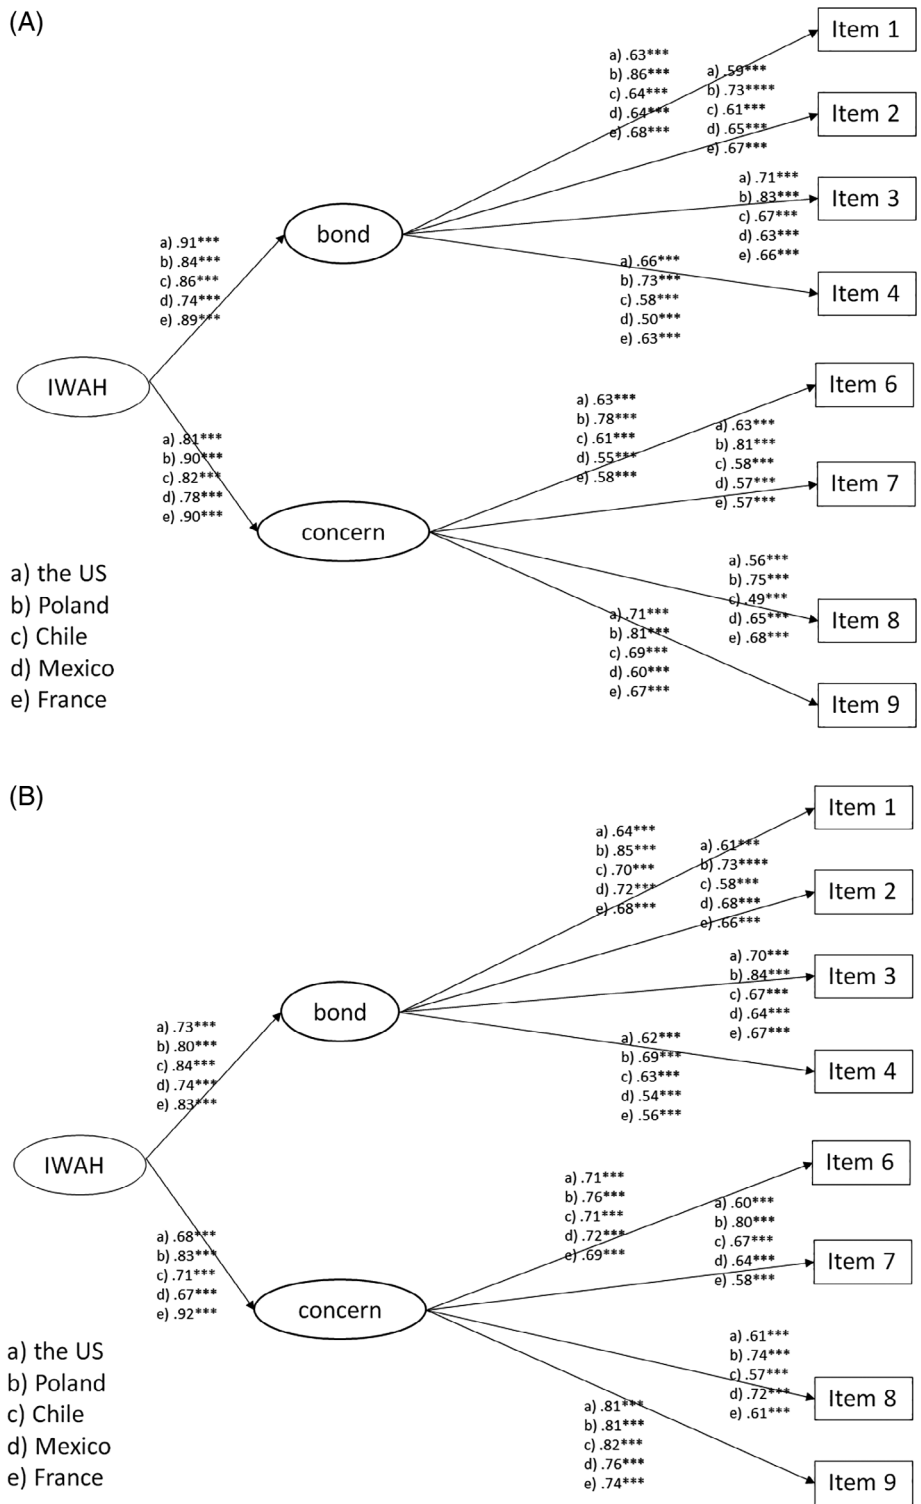 (A)
Item 1
a) .63***
b) .86***
c) .64***
d) .64***
e) .68***
a) .59***
b) .73****
c) .61***
d) .65***
e) .67***
Item 2
a) .71***
b) .83***
c) .67***
d) .63***
e) .66***
Item 3
bond
a) .91***
b) .84***
c) .86***
d) .74***
e) .89***
a) .66***
b) .73***
c) .58***
d) .50***
e) .63***
Item 4
IWAH
a) .63***
b) .78***
c) .61***
d) .55***
e) .58***
Item 6
a) .63***
b) .81***
c) .58***
d) .57***
e) .57***
Item 7
a) .81***
b) .90***
c) .82***
d) .78***
e) .90***
concern
a) .56***
b) .75***
c) .49***
d) .65***
e) .68***
Item 8
a) .71***
b) .81***
c) .69***
d) .60***
e) .67***
Item 9
a) the US
b) Poland
c) Chile
d) Mexico
e) France
(B)
Item 1
a) .64***
b) .85***
c) .70***
d) .72***
e) .68***
a) .61***
b) .73****
c) .58***
d) .68***
e) .66***
Item 2
a) .70***
b) .84***
c) .67***
d) .64***
e) .67***
Item 3
bond
a) .73***
b) .80***
c) .84***
d) .74***
e) .83***
a) .62***
b) .69***
c) .63***
d) .54***
e) .56***
Item 4
IWAH
a) .71***
b) .76***
c) .71***
d) .72***
e) .69***
Item 6
a) .60***
b) .80***
c) .67***
d) .64***
e) .58***
Item 7
a) .68***
b) .83***
c) .71***
d) .67***
e) .92***
concern
a) .61***
b) .74***
c) .57***
d) .72***
e) .61***
Item 8
a) .81***
b) .81***
c) .82***
d) .76***
e) .74***
Item 9
a) the US
b) Poland
c) Chile
d) Mexico
e) France